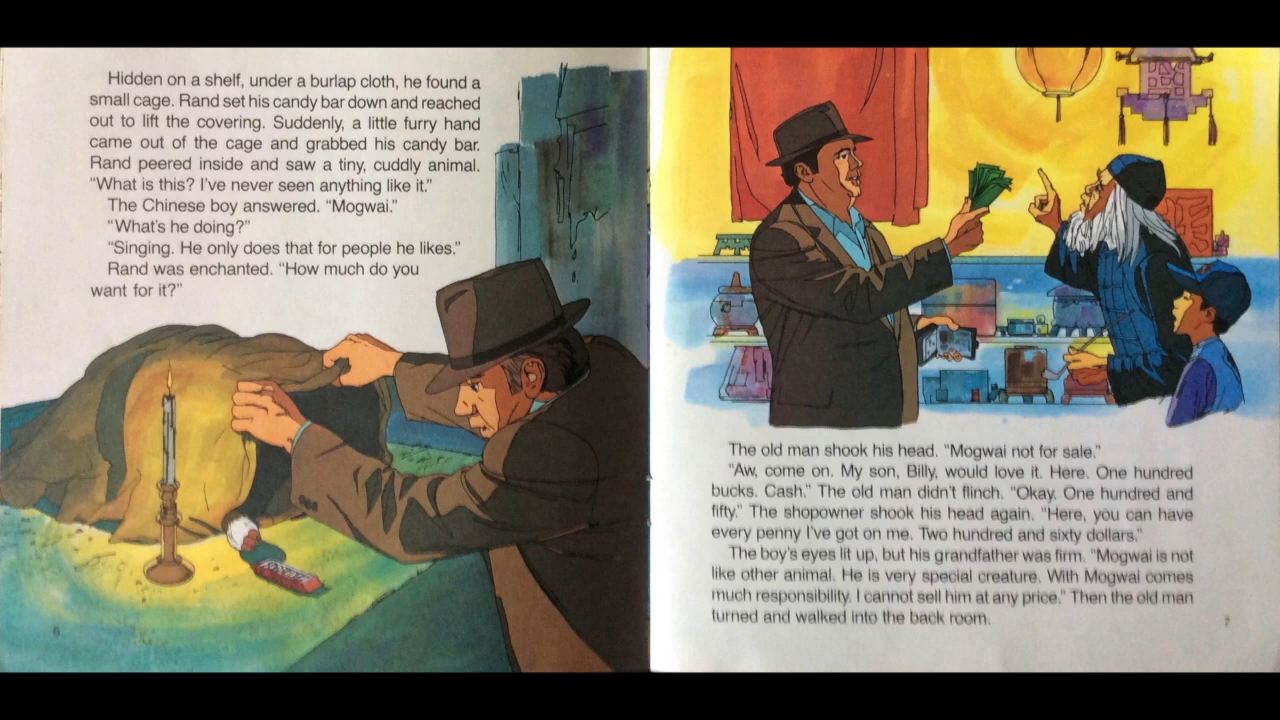 Hidden on a shelf, under a burlap cloth, he found a
small cage. Rand set his candy bar down and reached
out to lift the covering. Suddenly, a little furry hand
came out of the cage and grabbed his candy bar.
Rand peered inside and saw a tiny, cuddly animal.
“What is this? I've never seen anything like it.”
The Chinese boy answered. “Mogwai.”
“What's he doing?”
“Singing. He only does that for people he likes.”
Rand was enchanted. “How much do you
want for it?”
6
The old man shook his head. “Mogwai not for sale.”
“Aw, come on. My son, Billy, would love it. Here. One hundred
bucks. Cash.” The old man didn't flinch. “Okay. One hundred and
fifty.” The shopowner shook his head again. “Here, you can have
every penny I've got on me. Two hundred and sixty dollars.”
The boy's eyes lit up, but his grandfather was firm. “Mogwai is not
like other animal. He is very special creature. With Mogwai comes
much responsibility. I cannot sell him at any price.” Then the old man
turned and walked into the back room.
7